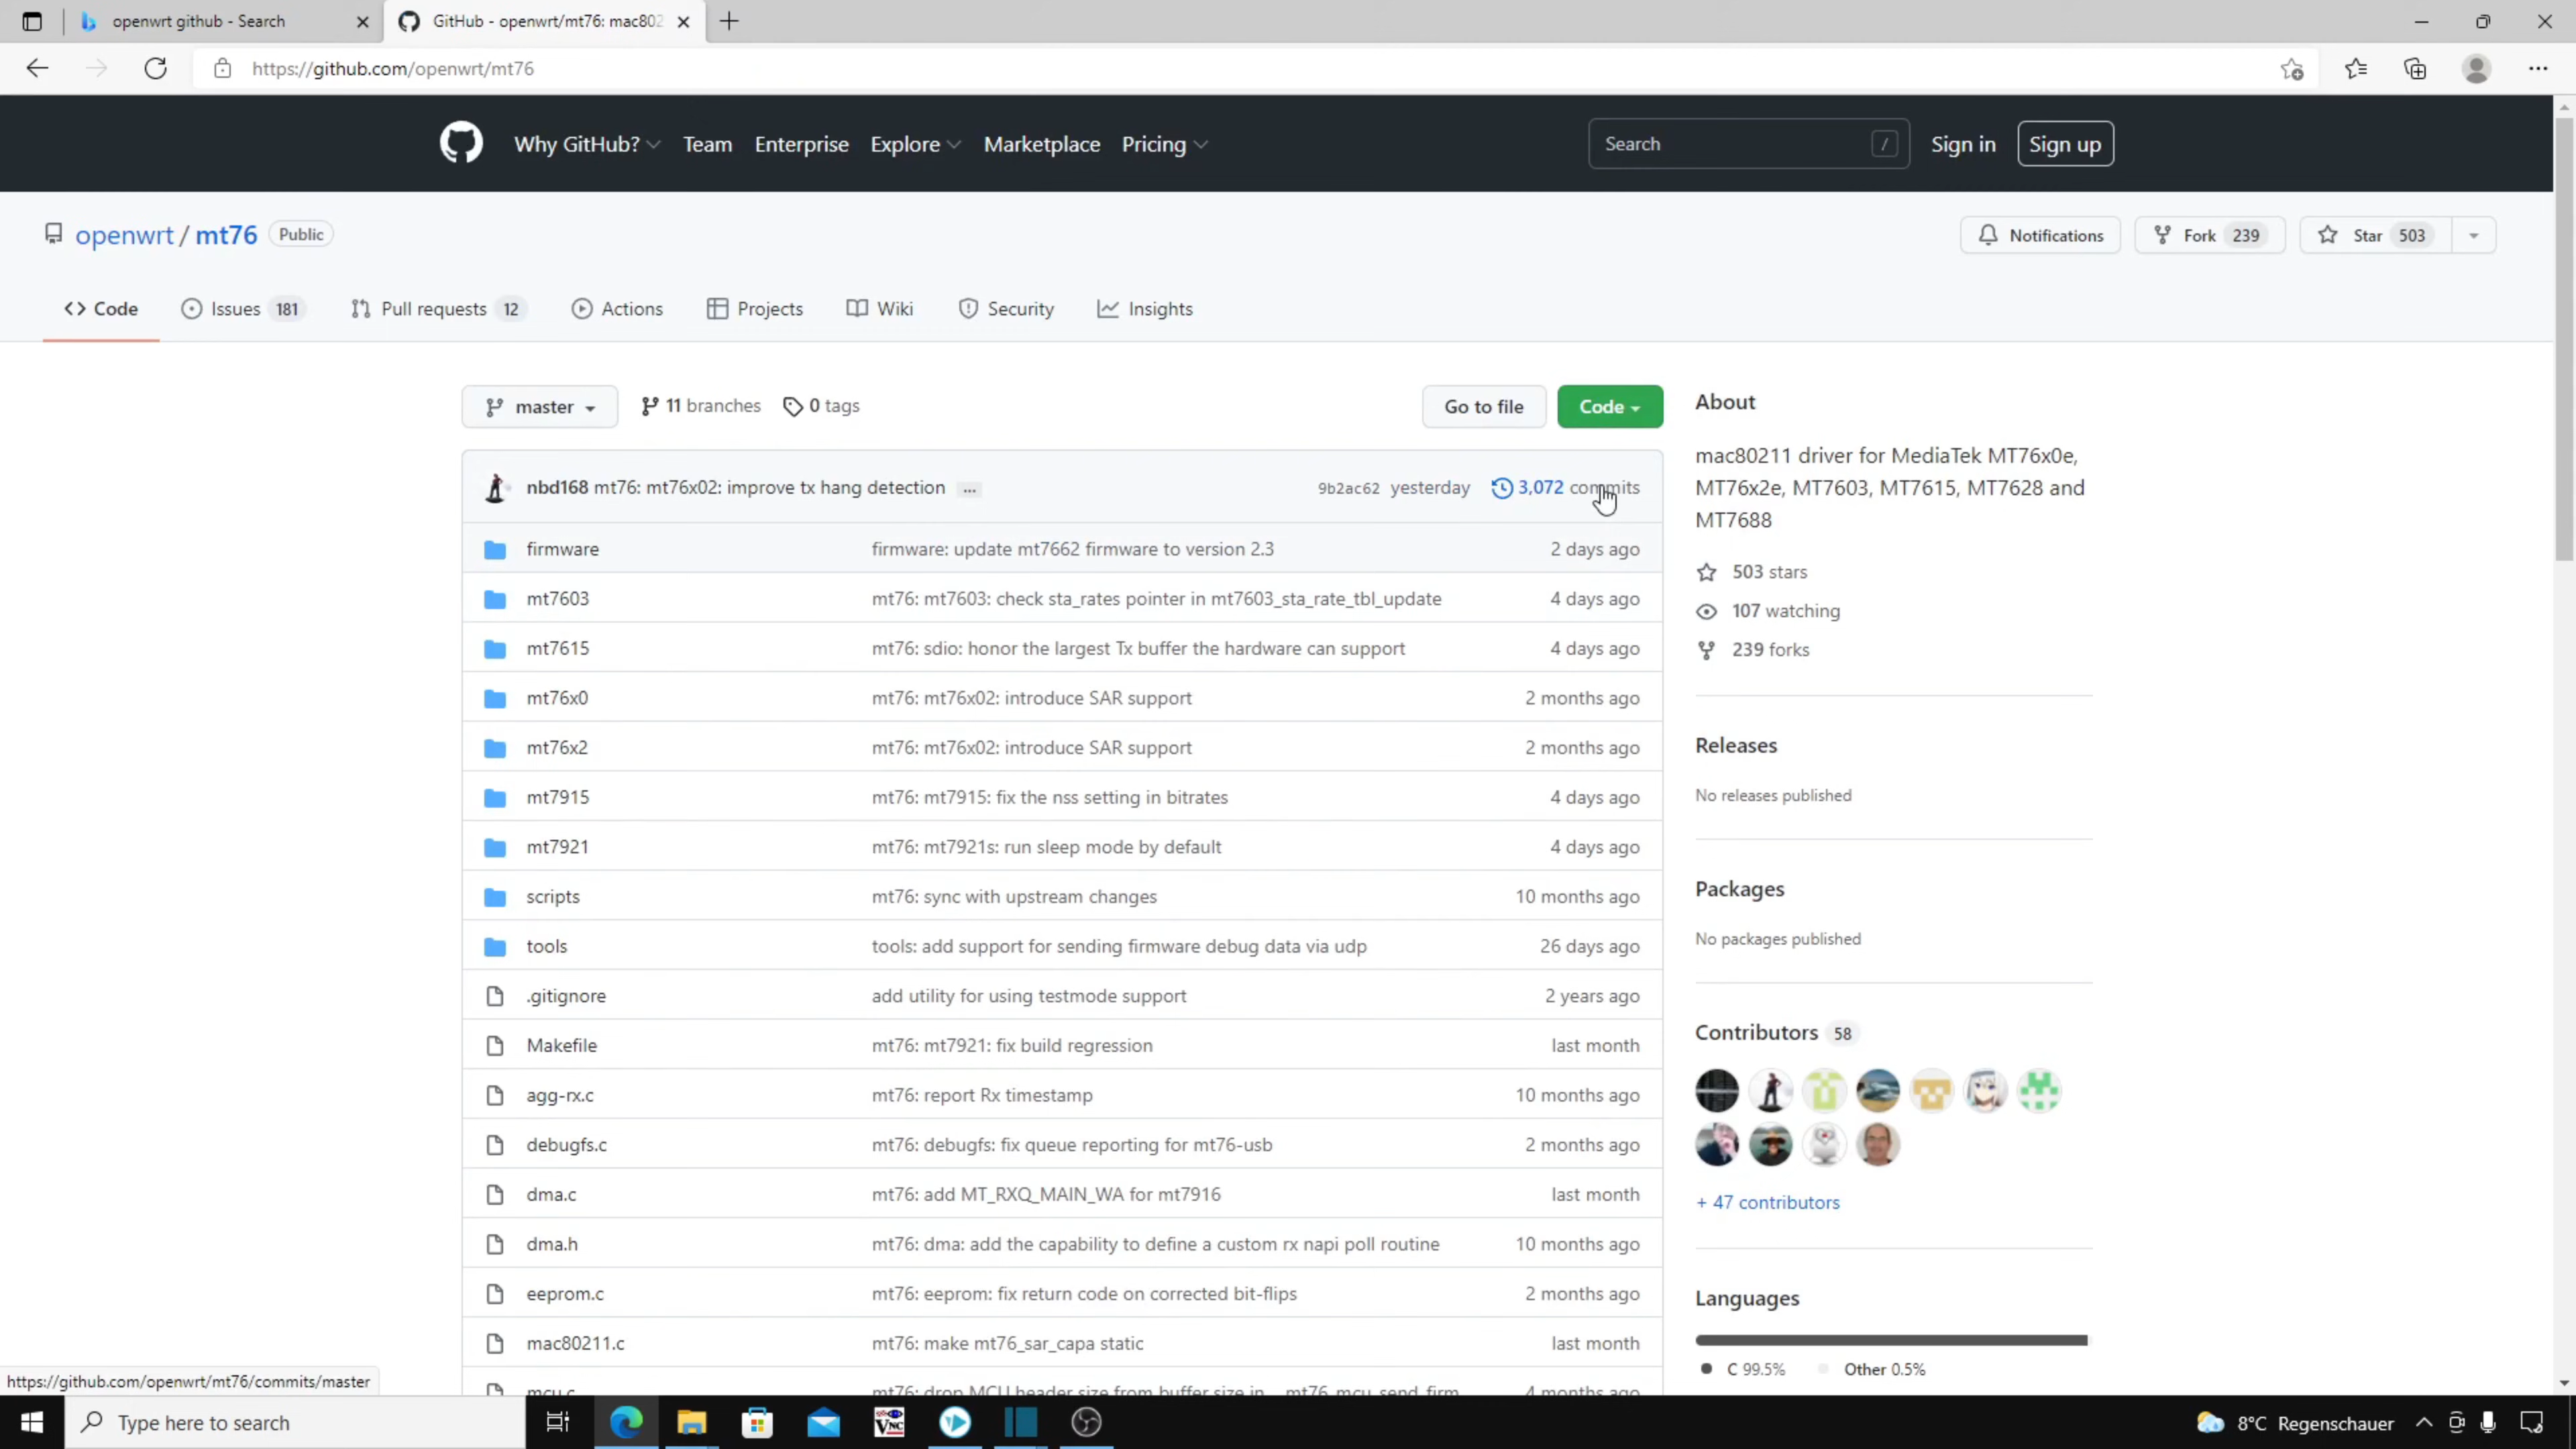 openwrt github - Search
GitHub - openwrt/mt76: mac802
https://github.com/openwrt/mt76
Why GitHub? Team Enterprise Explore Marketplace Pricing
Search /
Sign in Sign up
openwrt / mt76 Public
Notifications Fork 239 Star 503
Code Issues 181 Pull requests 12 Actions Projects Wiki Security Insights
master 11 branches 0 tags
Go to file Code
nbd168 mt76: mt76x02: improve tx hang detection ... 9b2ac62 yesterday 3,072 commits
firmware firmware: update mt7662 firmware to version 2.3 2 days ago
mt7603 mt76: mt7603: check sta_rates pointer in mt7603_sta_rate_tbl_update 4 days ago
mt7615 mt76: sdio: honor the largest Tx buffer the hardware can support 4 days ago
mt76x0 mt76: mt76x02: introduce SAR support 2 months ago
mt76x2 mt76: mt76x02: introduce SAR support 2 months ago
mt7915 mt76: mt7915: fix the nss setting in bitrates 4 days ago
mt7921 mt76: mt7921s: run sleep mode by default 4 days ago
scripts mt76: sync with upstream changes 10 months ago
tools tools: add support for sending firmware debug data via udp 26 days ago
.gitignore add utility for using testmode support 2 years ago
Makefile mt76: mt7921: fix build regression last month
agg-rx.c mt76: report Rx timestamp 10 months ago
debugfs.c mt76: debugfs: fix queue reporting for mt76-usb 2 months ago
dma.c mt76: add MT_RXQ_MAIN_WA for mt7916 last month
dma.h mt76: dma: add the capability to define a custom rx napi poll routine 10 months ago
eeprom.c mt76: eeprom: fix return code on corrected bit-flips 2 months ago
mac80211.c mt76: make mt76_sar_capa static last month
mcu.c mt76: drop MCU header size from buffer size in __mt76_mcu_send_firm... 4 months ago
About
mac80211 driver for MediaTek MT76x0e,
MT76x2e, MT7603, MT7615, MT7628 and
MT7688
503 stars
107 watching
239 forks
Releases
No releases published
Packages
No packages published
Contributors 58
+ 47 contributors
Languages
C 99.5% Other 0.5%
https://github.com/openwrt/mt76/commits/master
Type here to search
VNC
8°C Regenschauer